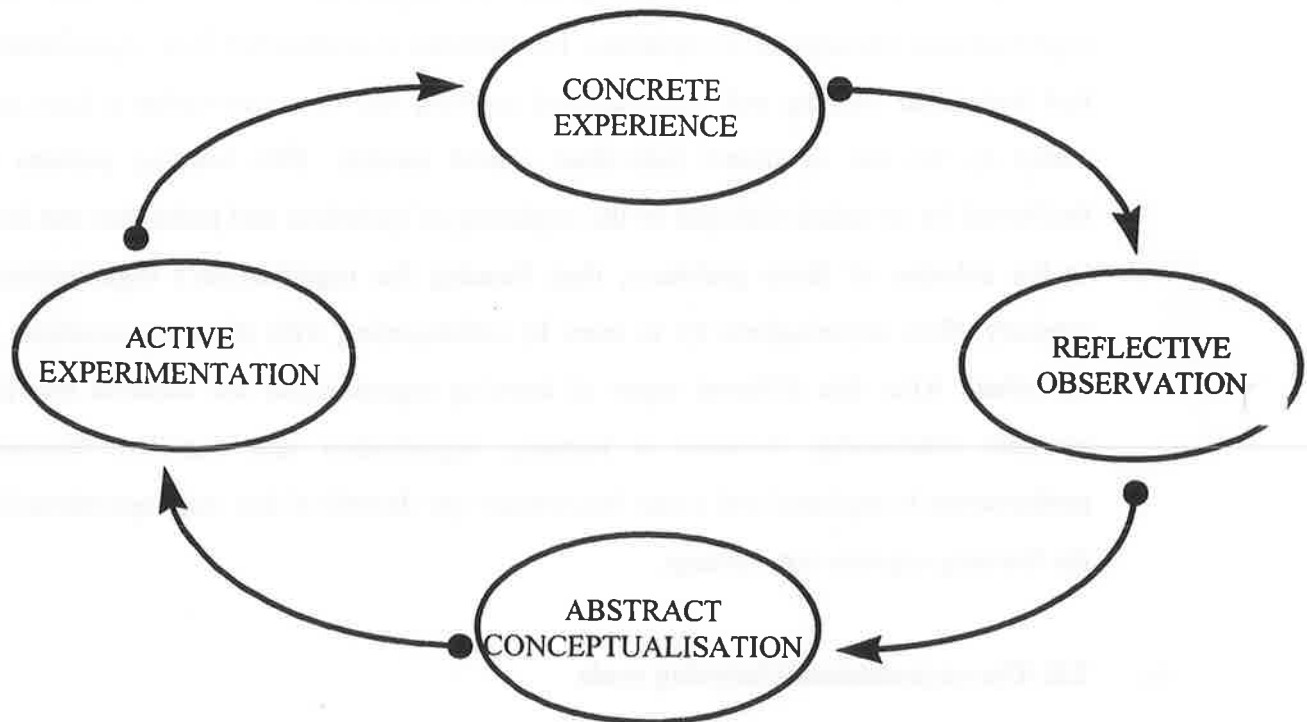 CONCRETE
EXPERIENCE
ACTIVE
EXPERIMENTATION
REFLECTIVE
OBSERVATION
ABSTRACT
CONCEPTUALISATION